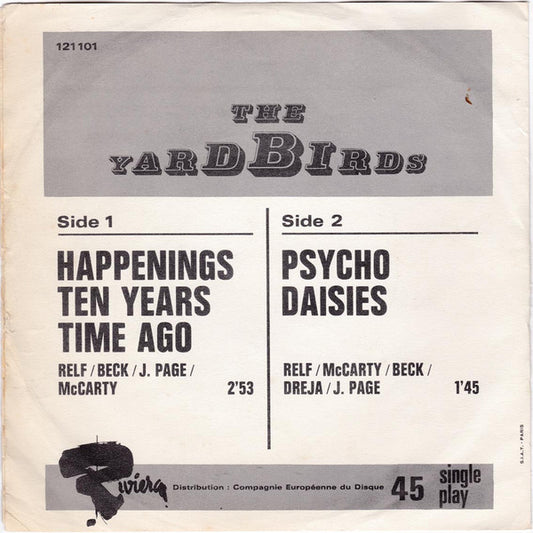 121101
THE
YARDBIRDS
Side 1
HAPPENINGS
TEN YEARS
TIME AGO
RELF / BECK / J. PAGE /
McCARTY 2'53
Side 2
PSYCHO
DAISIES
RELF / McCARTY / BECK /
DREJA / J. PAGE 1'45
Riviera
Distribution : Compagnie Européenne du Disque
45 single
play
S.I.A.T. - PARIS